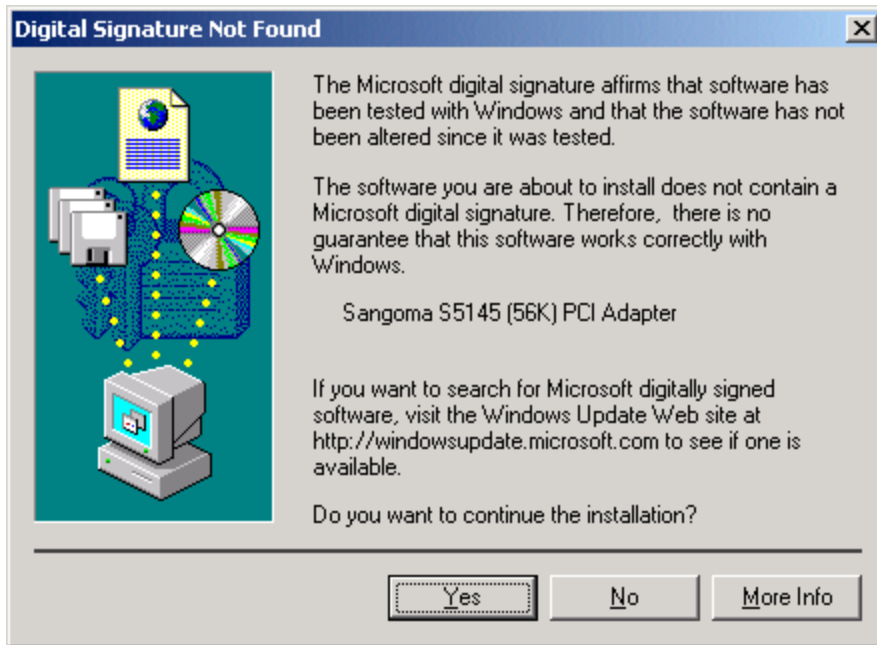 Digital Signature Not Found
The Microsoft digital signature affirms that software has
been tested with Windows and that the software has not
been altered since it was tested.
The software you are about to install does not contain a
Microsoft digital signature. Therefore,  there is no
guarantee that this software works correctly with
Windows.
Sangoma S5145 (56K) PCI Adapter
If you want to search for Microsoft digitally signed
software, visit the Windows Update Web site at
http://windowsupdate.microsoft.com to see if one is
available.
Do you want to continue the installation?
Yes No More Info